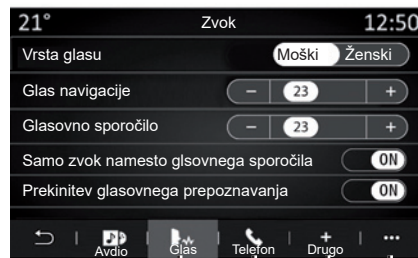 21° Zvok 12:50
Vrsta glasu Moški Ženski
Glas navigacije - 23 +
Glasovno sporočilo - 23 +
Samo zvok namesto glsovnega sporočila ON
Prekinitev glasovnega prepoznavanja ON
Avdio Glas Telefon Drugo